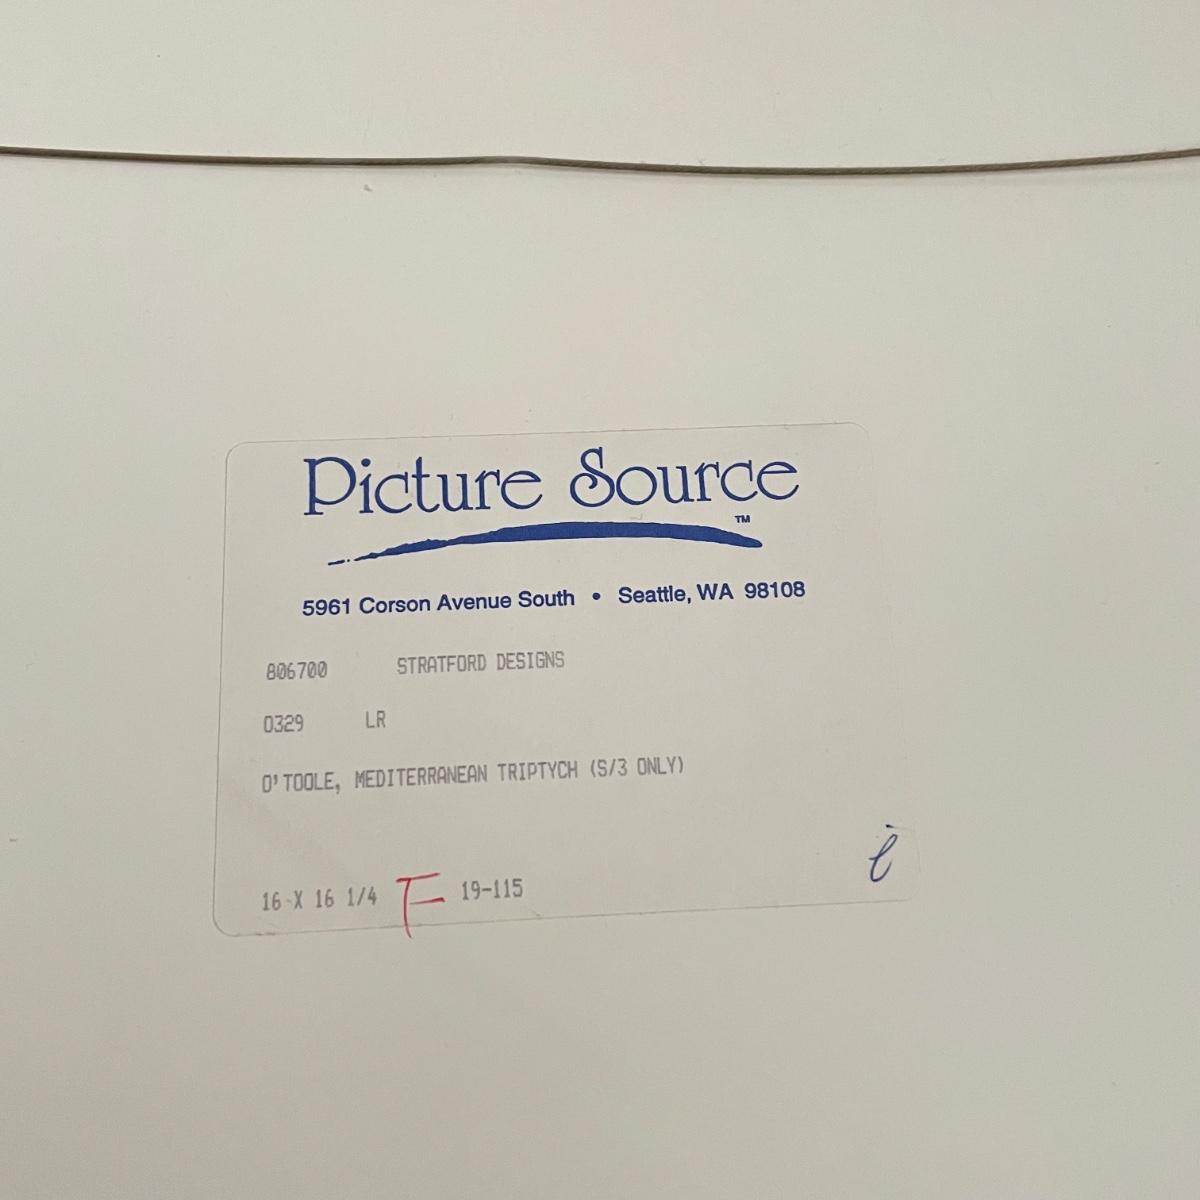 Picture Source
TM
5961 Corson Avenue South • Seattle, WA 98108
806700 STRATFORD DESIGNS
0329 LR
O'TOOLE, MEDITERRANEAN TRIPTYCH (S/3 ONLY)
16 X 16 1/4 F 19-115